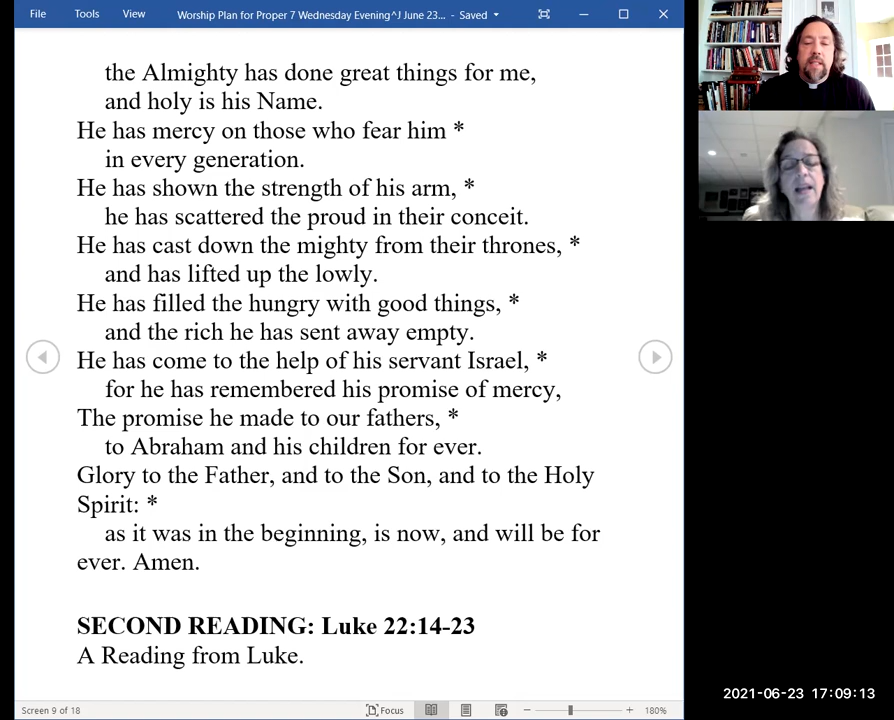 File Tools View Worship Plan for Proper 7 Wednesday Evening^J June 23... - Saved
the Almighty has done great things for me,
and holy is his Name.
He has mercy on those who fear him *
in every generation.
He has shown the strength of his arm, *
he has scattered the proud in their conceit.
He has cast down the mighty from their thrones, *
and has lifted up the lowly.
He has filled the hungry with good things, *
and the rich he has sent away empty.
He has come to the help of his servant Israel, *
for he has remembered his promise of mercy,
The promise he made to our fathers, *
to Abraham and his children for ever.
Glory to the Father, and to the Son, and to the Holy
Spirit: *
as it was in the beginning, is now, and will be for
ever. Amen.
SECOND READING: Luke 22:14-23
A Reading from Luke.
Screen 9 of 18 Focus 180%
2021-06-23 17:09:13